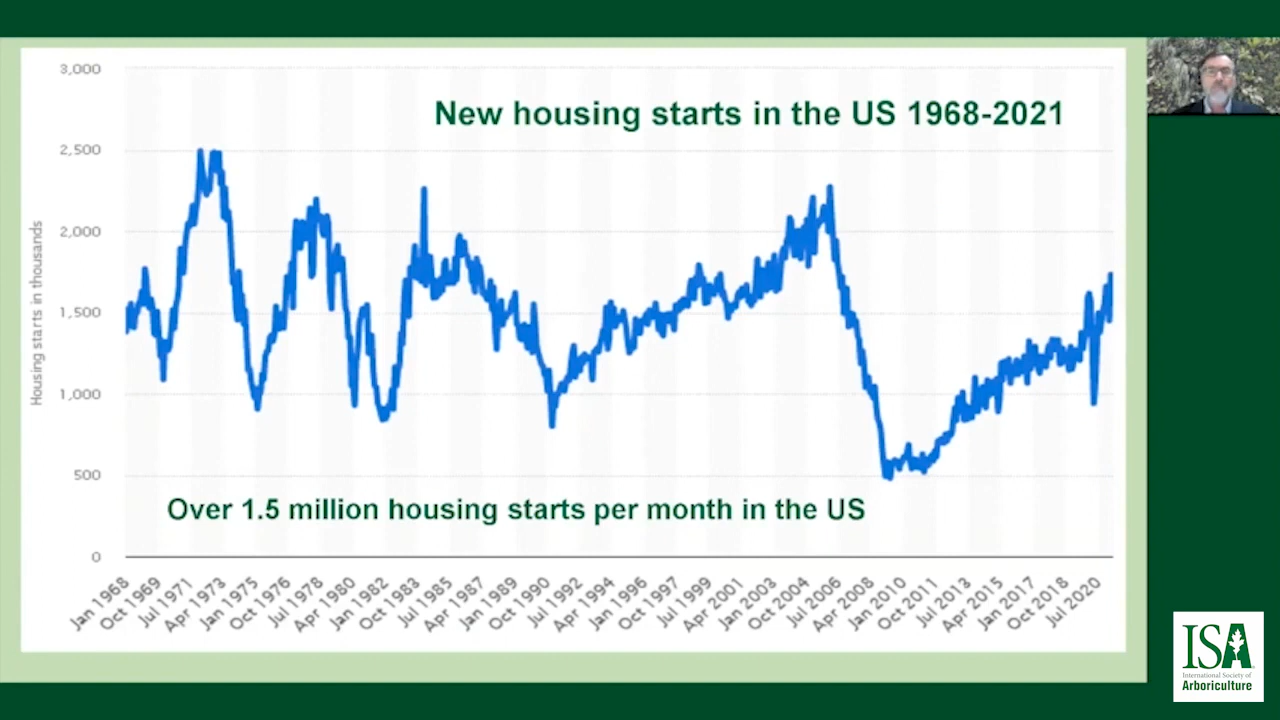 New housing starts in the US 1968-2021
3,000
2,500
2,000
1,500
1,000
500
0
Housing starts in thousands
Over 1.5 million housing starts per month in the US
Jan 1968
Oct 1969
Jul 1971
Apr 1973
Jan 1975
Oct 1976
Jul 1978
Apr 1980
Jan 1982
Oct 1983
Jul 1985
Apr 1987
Jan 1989
Oct 1990
Jul 1992
Apr 1994
Jan 1996
Oct 1997
Jul 1999
Apr 2001
Jan 2003
Oct 2004
Jul 2006
Apr 2008
Jan 2010
Oct 2011
Jul 2013
Apr 2015
Jan 2017
Oct 2018
Jul 2020
ISA
International Society of
Arboriculture